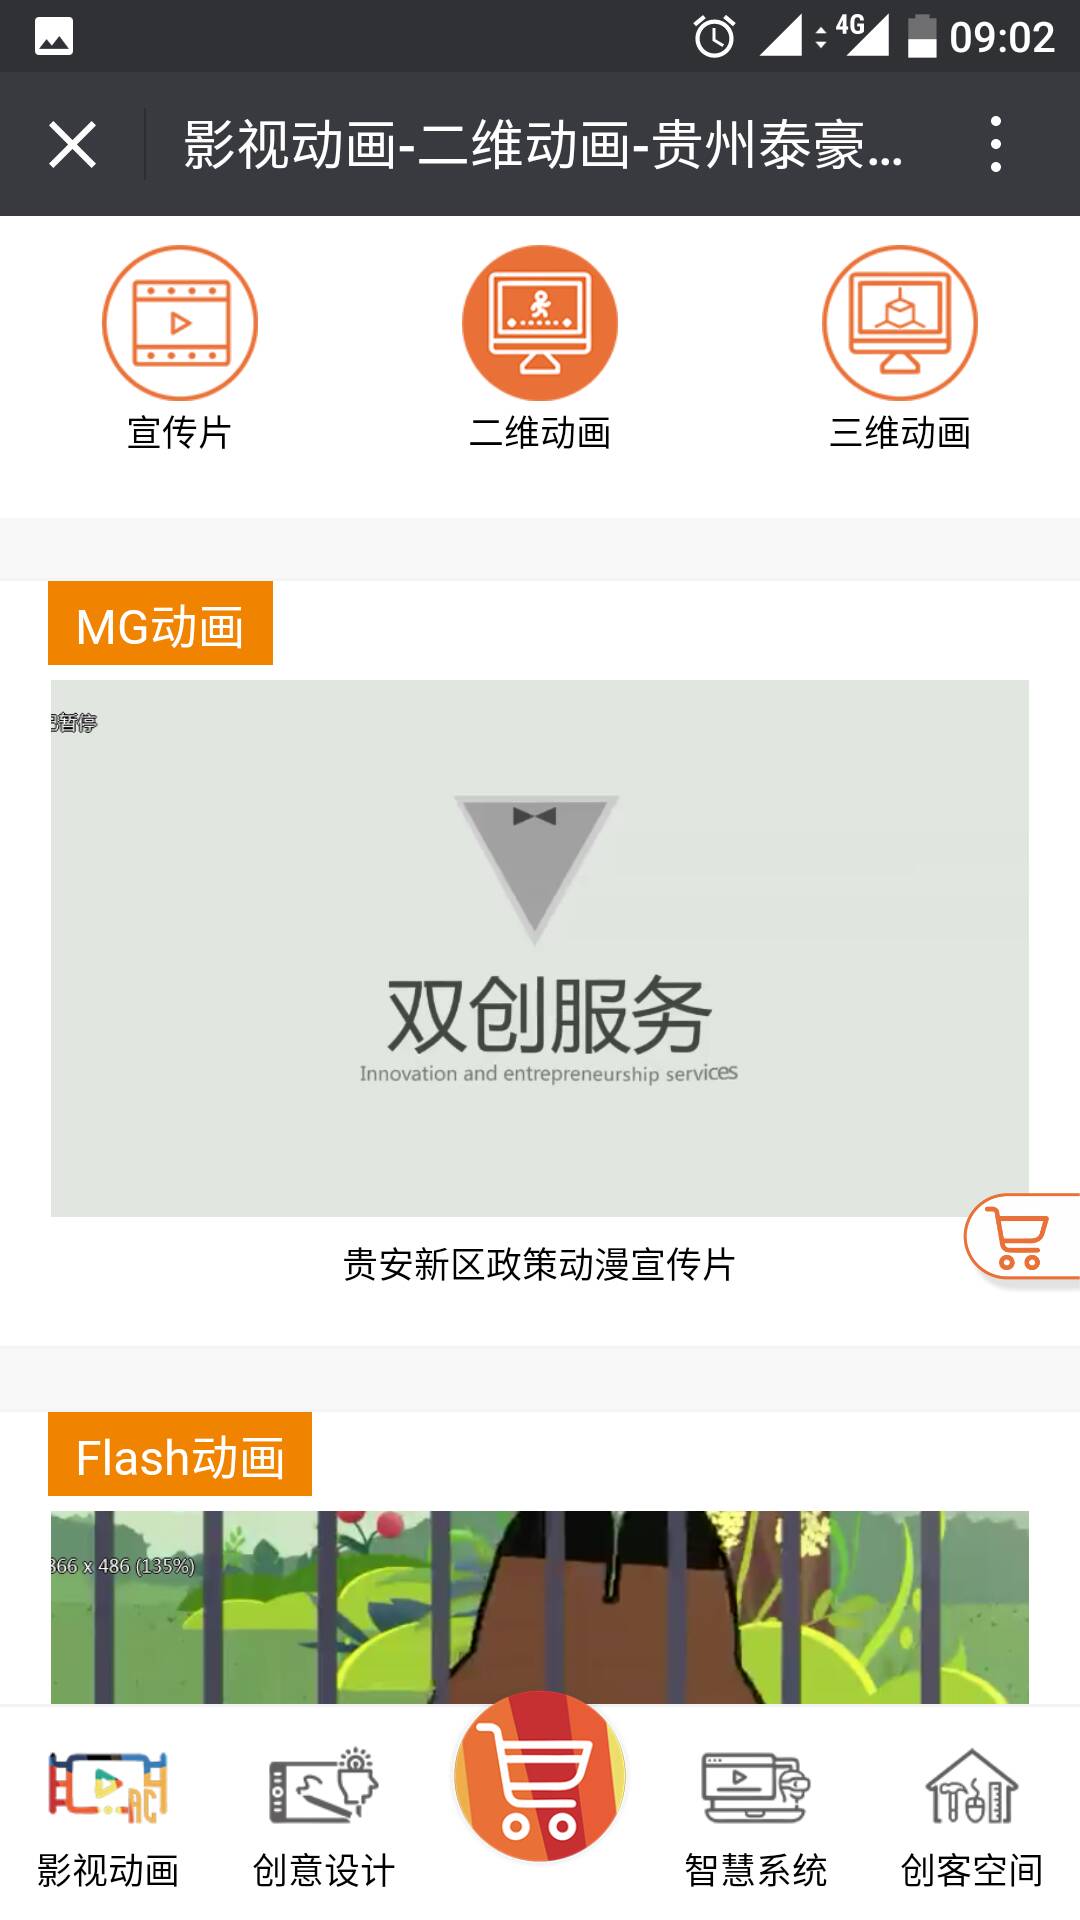 4G 09:02
影视动画-二维动画-贵州泰豪...
宣传片 二维动画 三维动画
MG动画
暂停
双创服务
Innovation and entrepreneurship services
贵安新区政策动漫宣传片
Flash动画
366 x 486 (135%)
影视动画 创意设计 智慧系统 创客空间